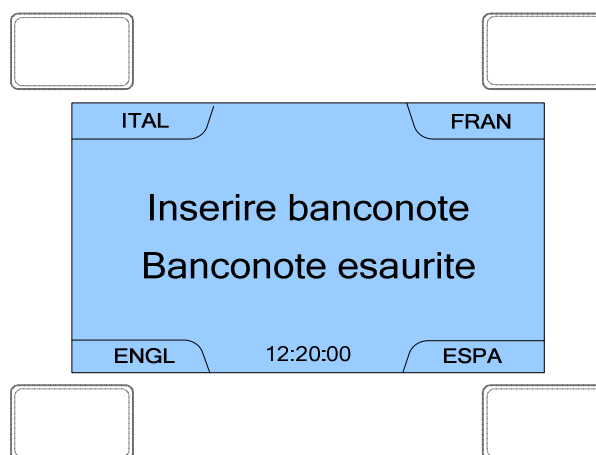 ITAL
FRAN
Inserire banconote
Banconote esaurite
ENGL
12:20:00
ESPA